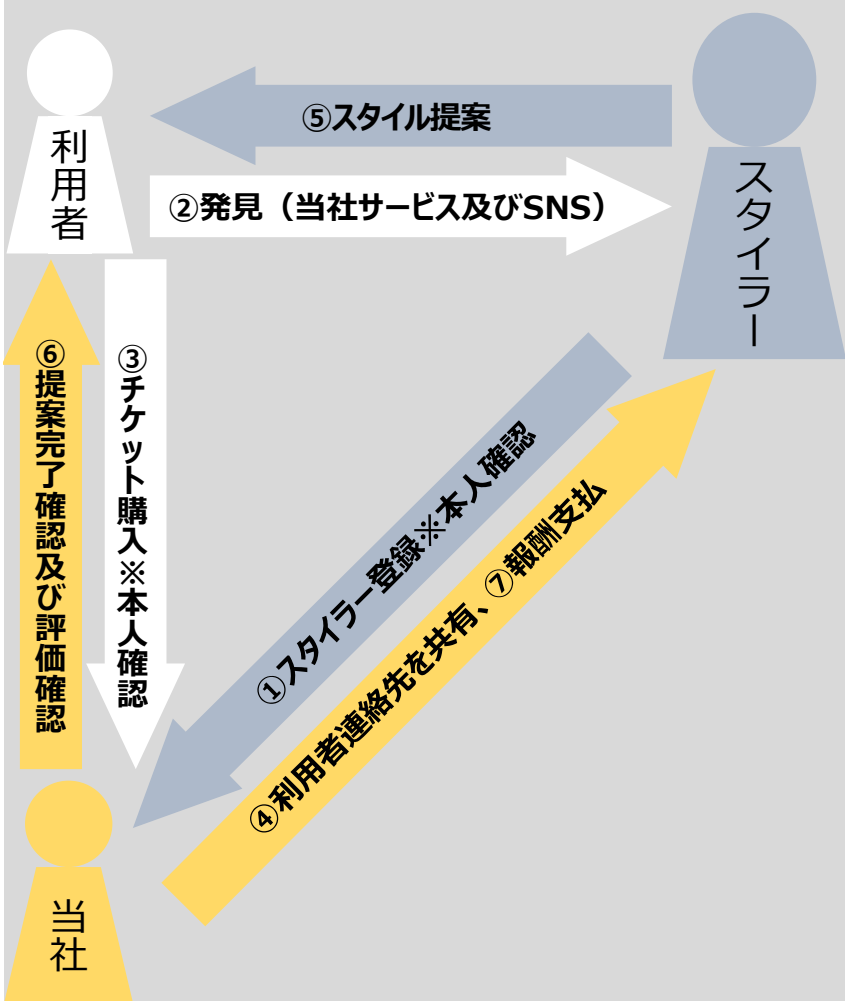 ⑤スタイル提案
利用者
②発見（当社サービス及びSNS）
スタイラー
⑥提案完了確認及び評価確認
③チケット購入※本人確認
①スタイラー登録※本人確認
④利用者連絡先を共有、⑦報酬支払
当社